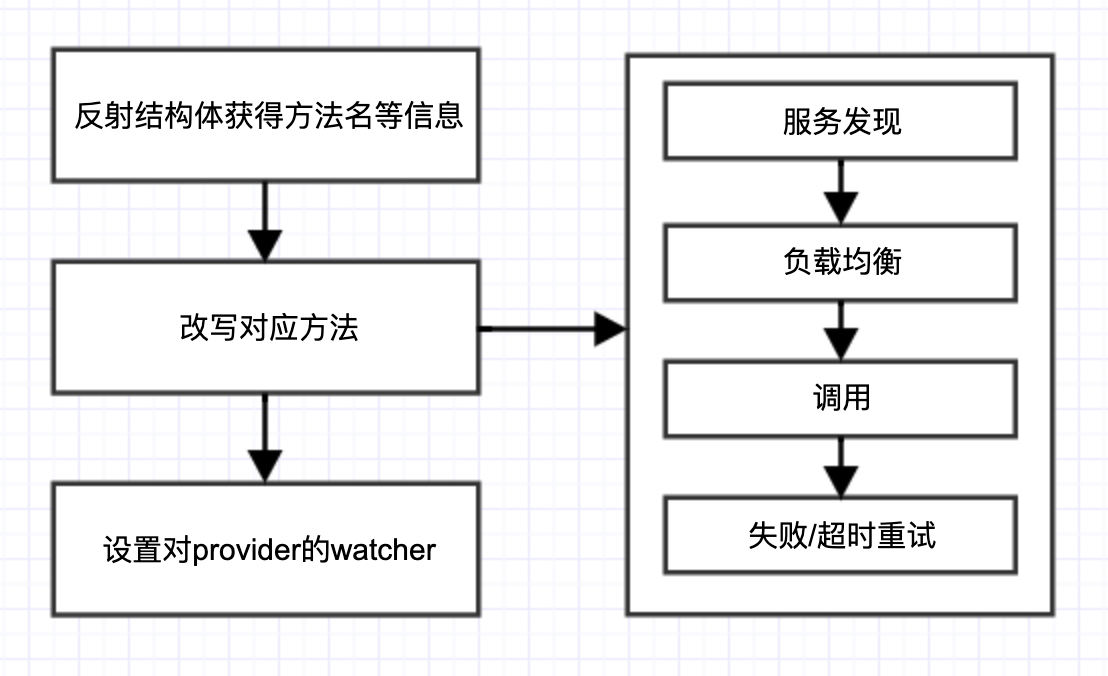 反射结构体获得方法名等信息
改写对应方法
设置对provider的watcher
服务发现
负载均衡
调用
失败/超时重试